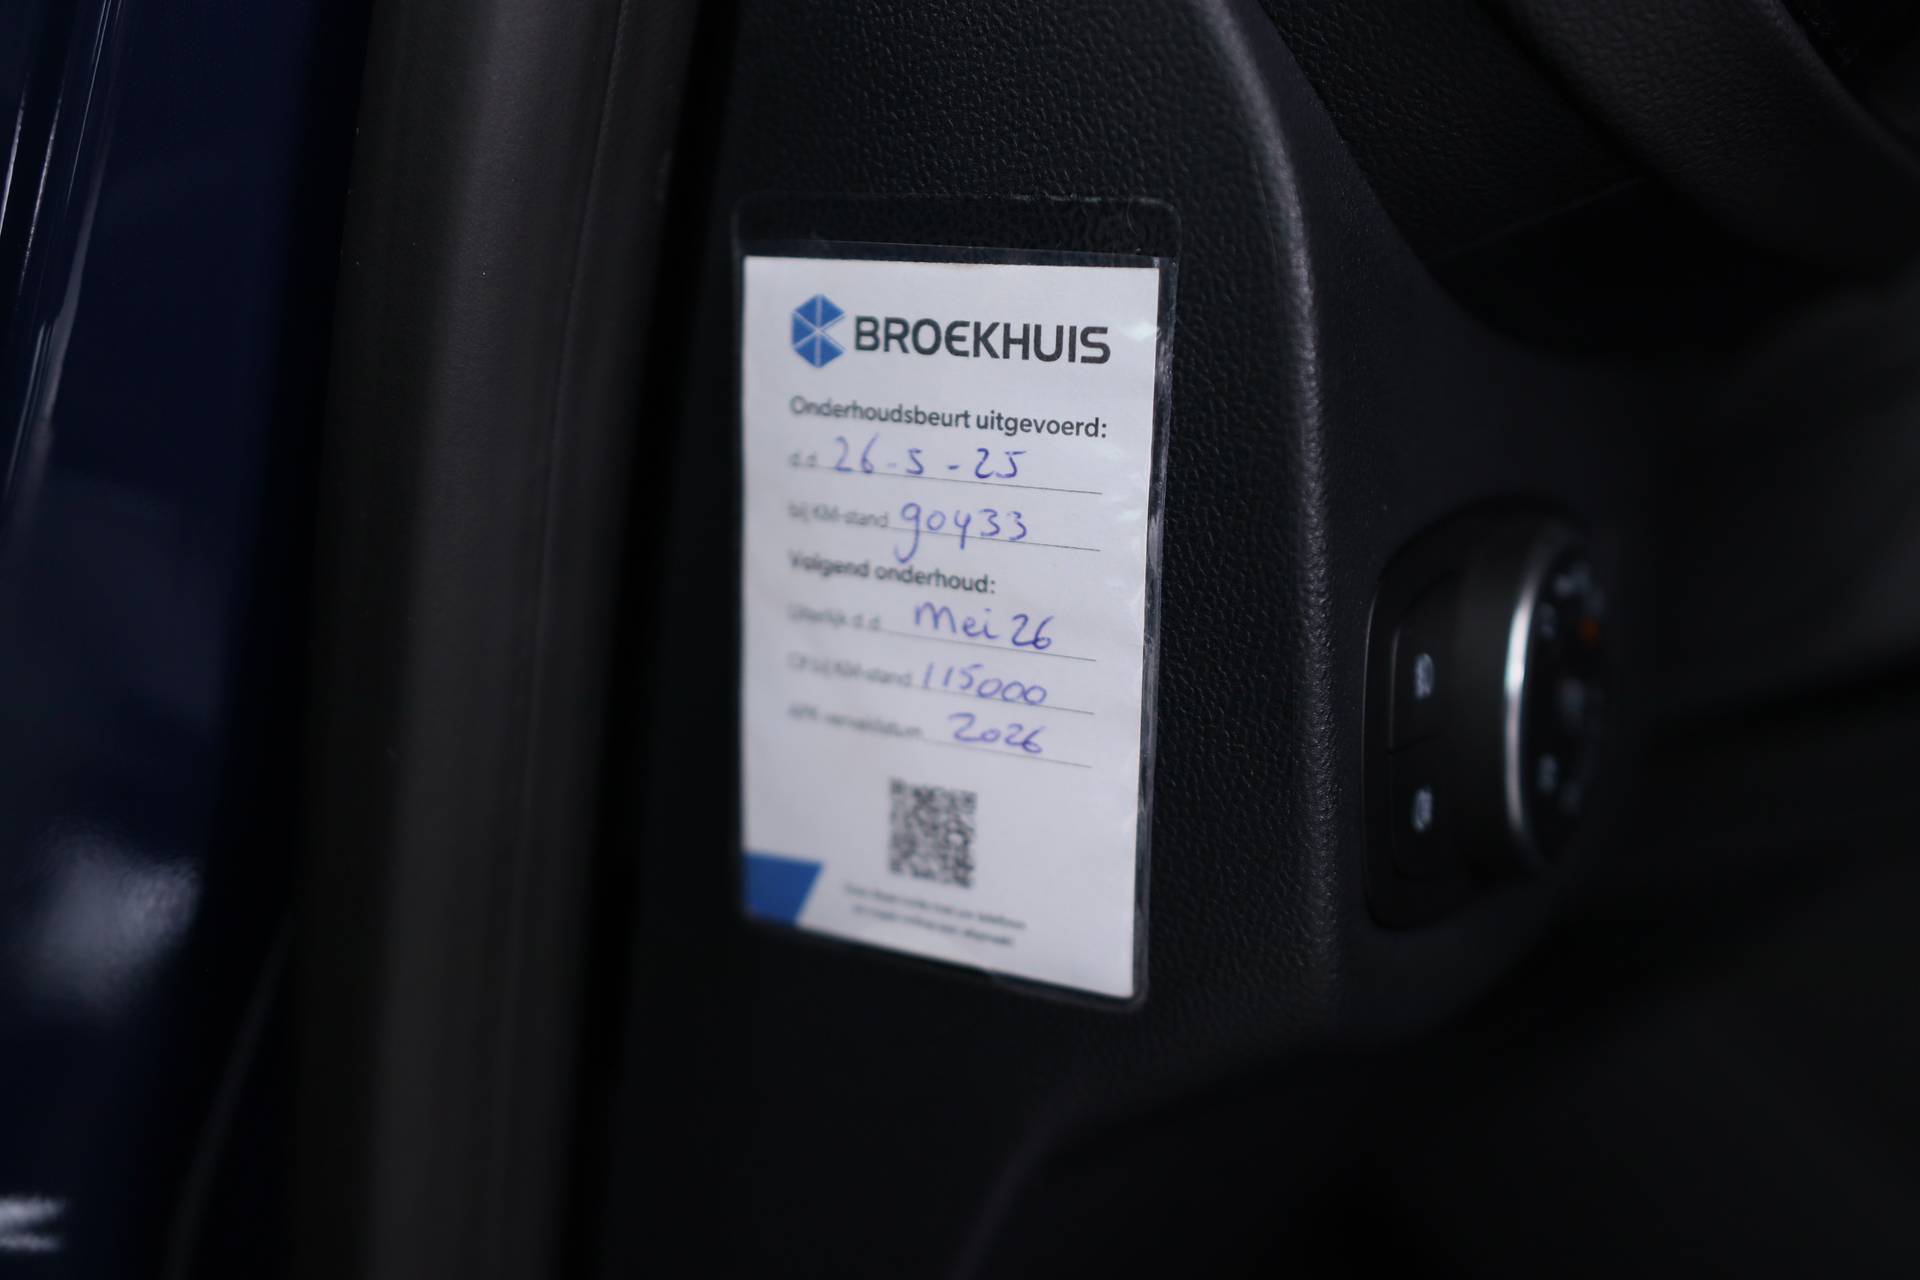 BROEKHUIS
Onderhoudsbeurt uitgevoerd:
d.d. 26-5-25
bij KM-stand 90433
Volgend onderhoud:
Uiterlijk d.d. Mei 26
Of bij KM-stand 115000
APK vervaldatum 2026